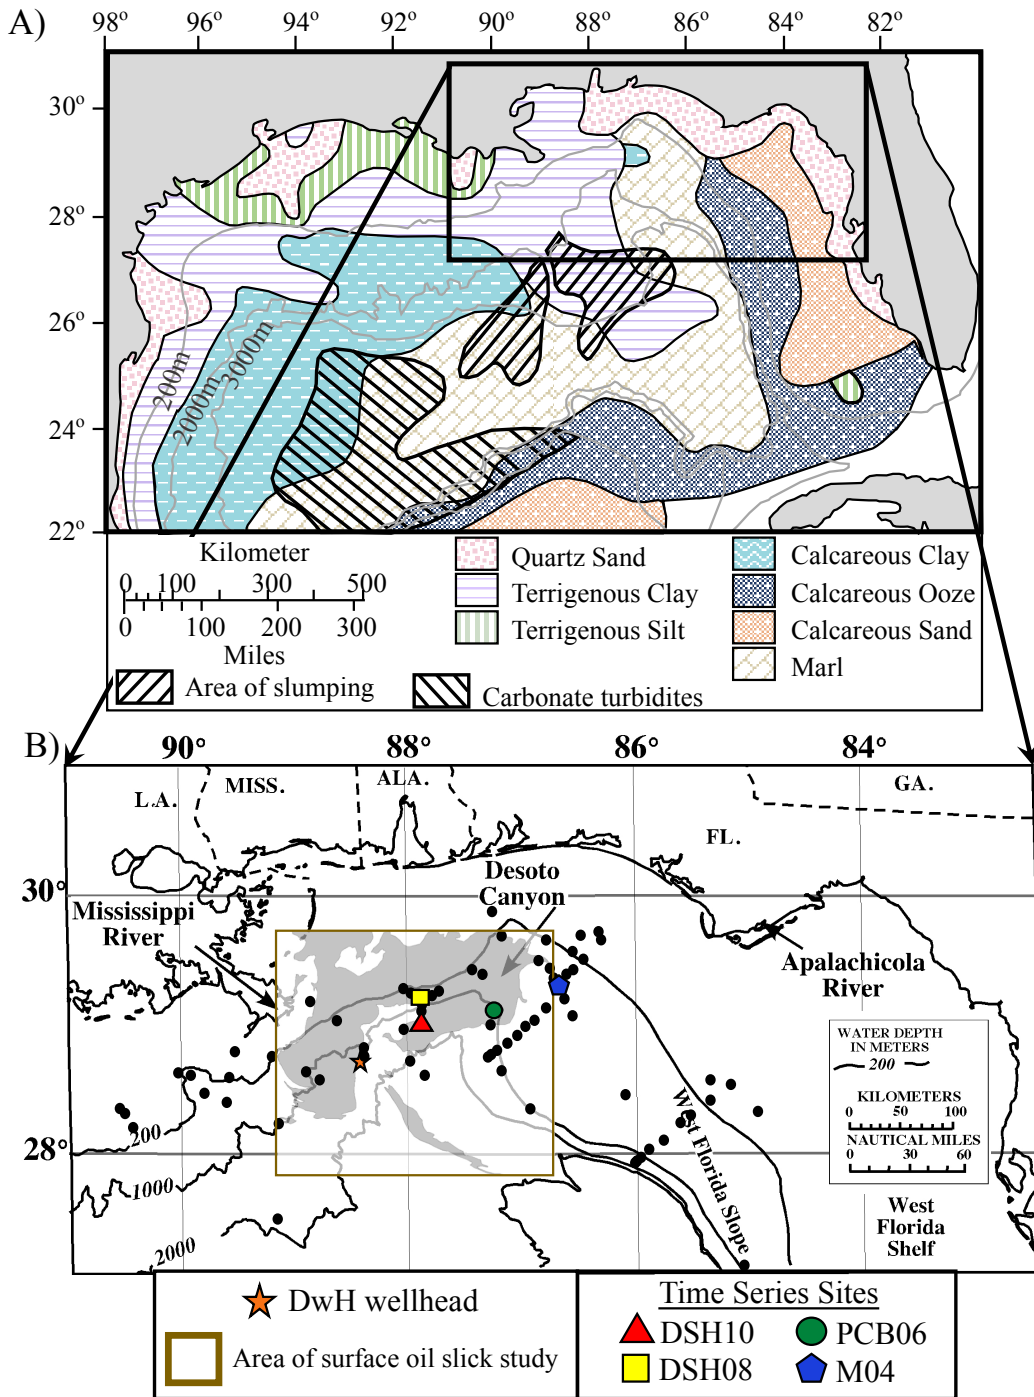 A)
98° 96° 94° 92° 90° 88° 86° 84° 82°
30°
28°
26°
24°
22°
200m
2000m
3000m
Kilometer
0 100 300 500
0 100 200 300
Miles
Quartz Sand
Terrigenous Clay
Terrigenous Silt
Calcareous Clay
Calcareous Ooze
Calcareous Sand
Marl
Area of slumping
Carbonate turbidites
B)
90° 88° 86° 84°
L.A.
MISS.
ALA.
GA.
FL.
30°
28°
Desoto
Canyon
Mississippi
River
Apalachicola
River
WATER DEPTH
IN METERS
200
KILOMETERS
0 50 100
NAUTICAL MILES
0 30 60
200
1000
2000
West Florida Slope
West
Florida
Shelf
DwH wellhead
Area of surface oil slick study
Time Series Sites
DSH10
PCB06
DSH08
M04